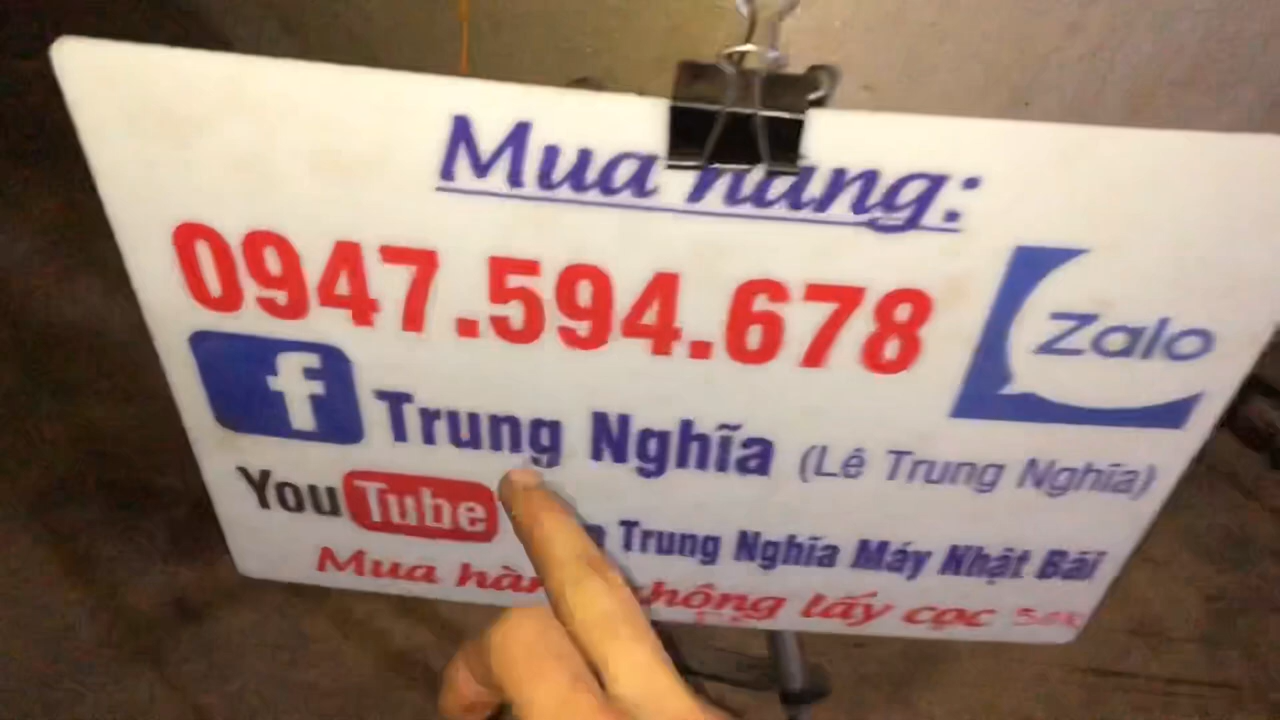 Mua hàng:
0947.594.678
Zalo
f Trung Nghĩa (Lê Trung Nghĩa)
YouTube Trung Nghĩa Máy Nhật Bãi
Mua hàng không lấy cọc